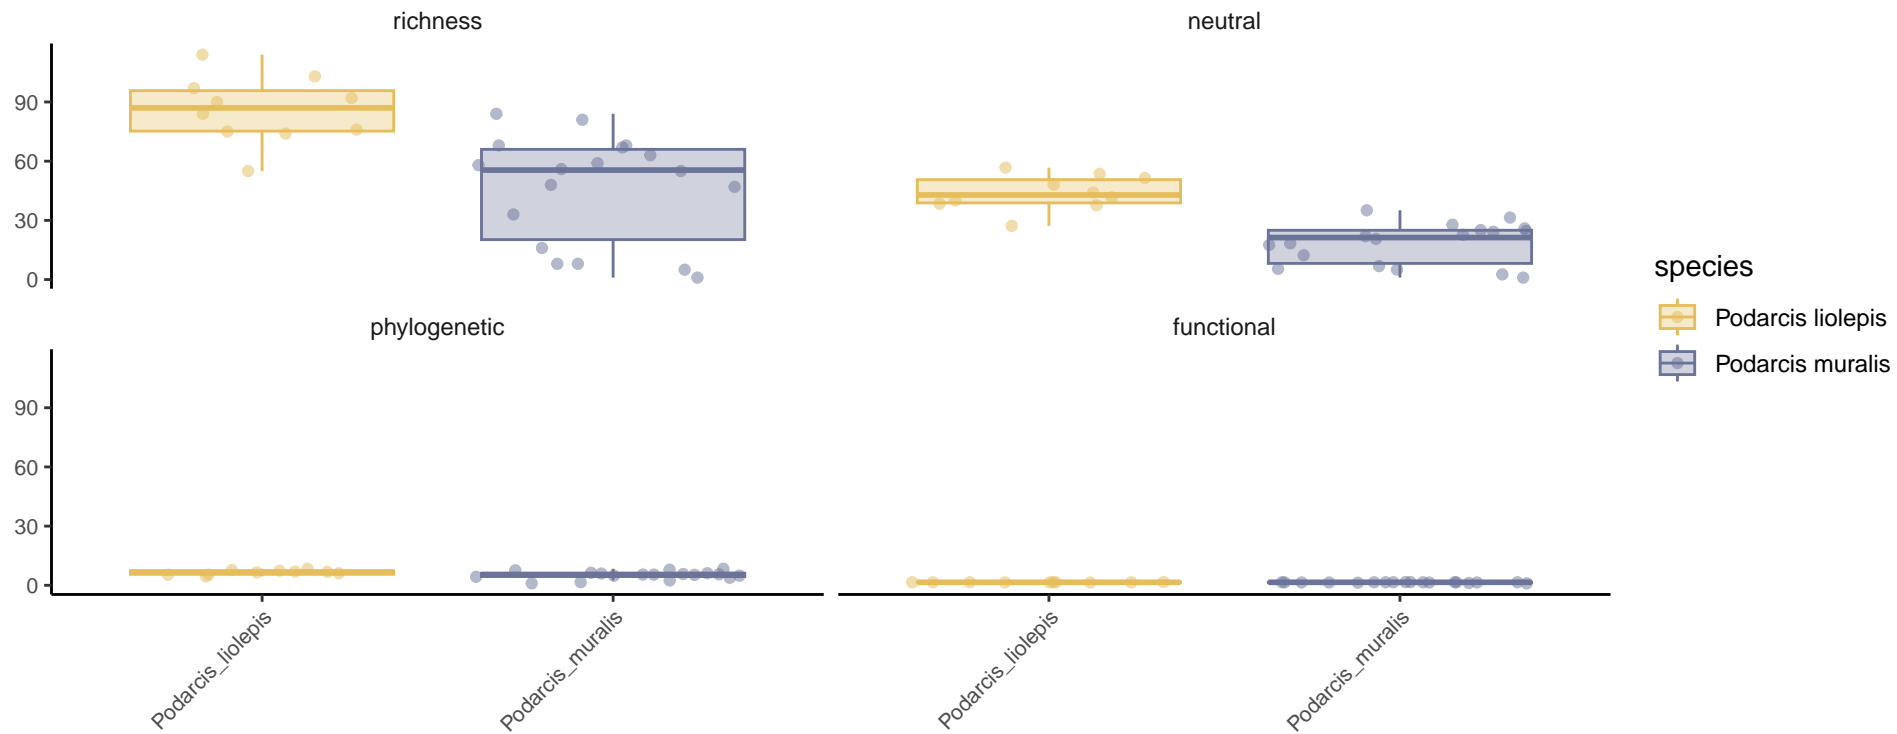 richness
neutral
90
60
30
0
phylogenetic
functional
90
60
30
0
Podarcis_liolepis
Podarcis_muralis
Podarcis_liolepis
Podarcis_muralis
species
Podarcis liolepis
Podarcis muralis